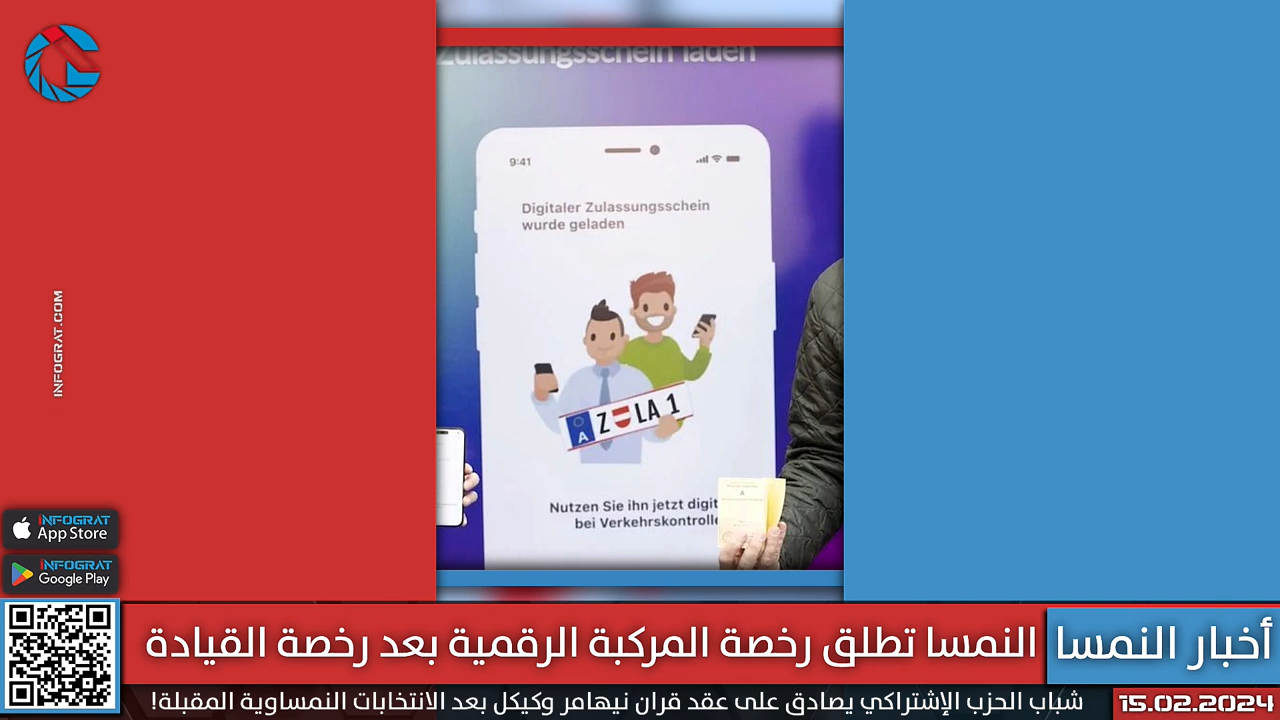 Zulassungsschein laden
9:41
Digitaler Zulassungsschein
wurde geladen
A Z LA 1
Nutzen Sie ihn jetzt digit
bei Verkehrskontrolle
INFOGRAT.COM
INFOGRAT
App Store
INFOGRAT
Google Play
أخبار النمسا
النمسا تطلق رخصة المركبة الرقمية بعد رخصة القيادة
شباب الحزب الإشتراكي يصادق على عقد قران نيهامر وكيكل بعد الانتخابات النمساوية المقبلة!
15.02.2024